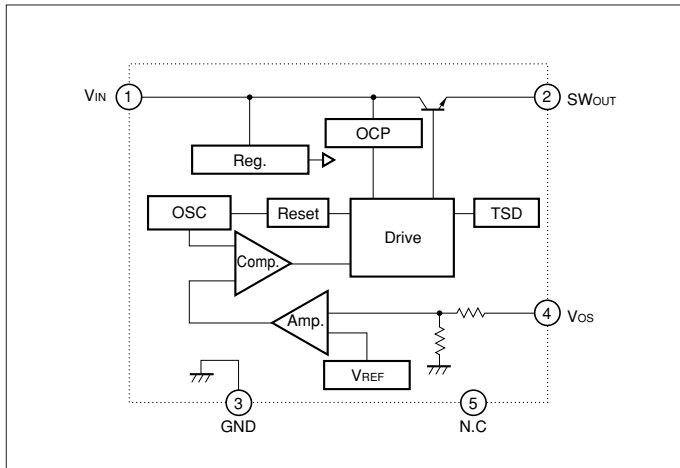 VIN
1
2
SWOUT
OCP
Reg.
OSC
Reset
Drive
TSD
Comp.
Amp.
4
VOS
VREF
3
GND
5
N.C